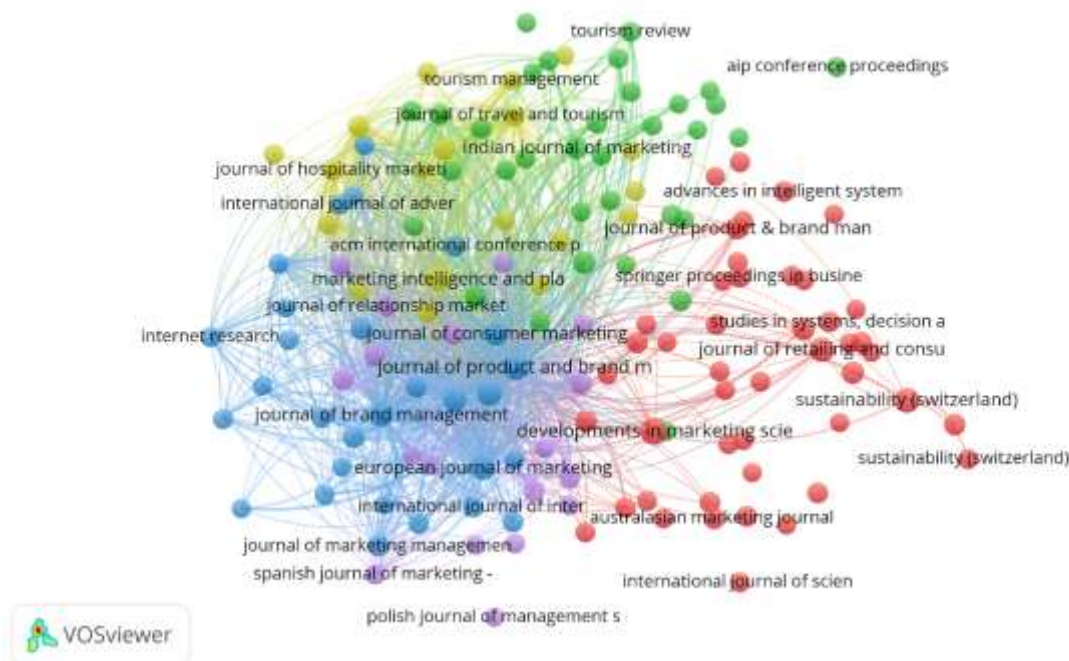 tourism review
aip conference proceedings
tourism management
journal of travel and tourism
indian journal of marketing
journal of hospitality marketi
advances in intelligent system
international journal of adver
journal of product & brand man
acm international conference p
marketing intelligence and pla
springer proceedings in busine
journal of relationship market
studies in systems, decision a
internet research
journal of consumer marketing
journal of retailing and consu
journal of product and brand m
sustainability (switzerland)
journal of brand management
developments in marketing scie
sustainability (switzerland)
european journal of marketing
international journal of inter
australasian marketing journal
journal of marketing managemen
spanish journal of marketing -
international journal of scien
polish journal of management s
VOSviewer